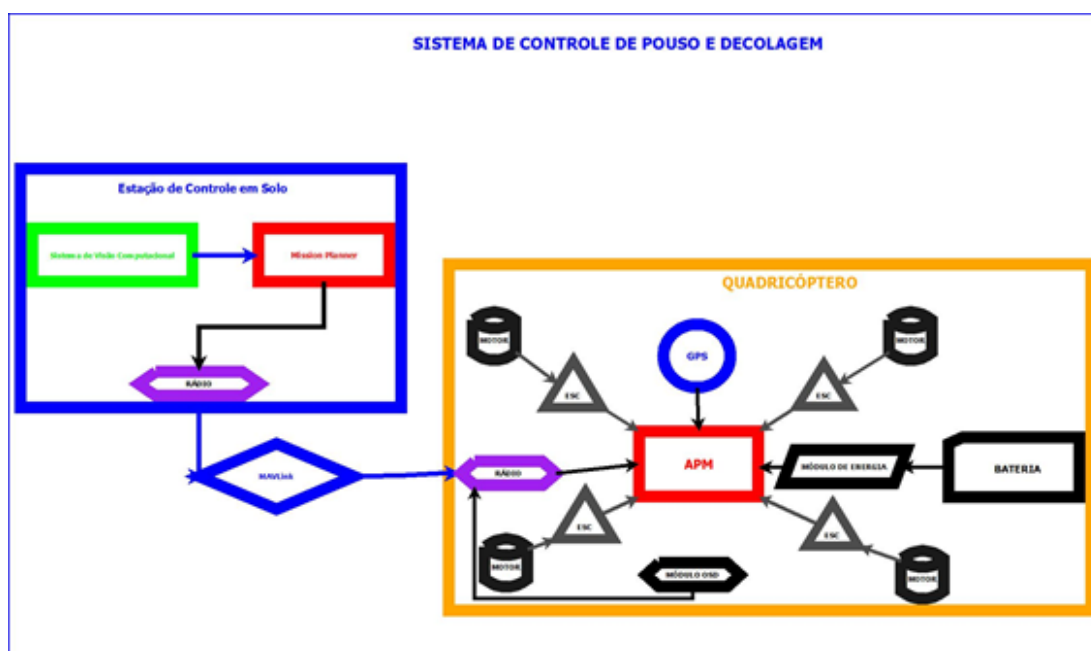 SISTEMA DE CONTROLE DE POUSO E DECOLAGEM
Estação de Controle em Solo
Sistema de Visão Computacional
Mission Planner
RÁDIO
MAVLink
QUADRICÓPTERO
MOTOR
MOTOR
GPS
ESC
ESC
APM
RÁDIO
MÓDULO DE ENERGIA
BATERIA
ESC
ESC
MOTOR
MÓDULO OSD
MOTOR